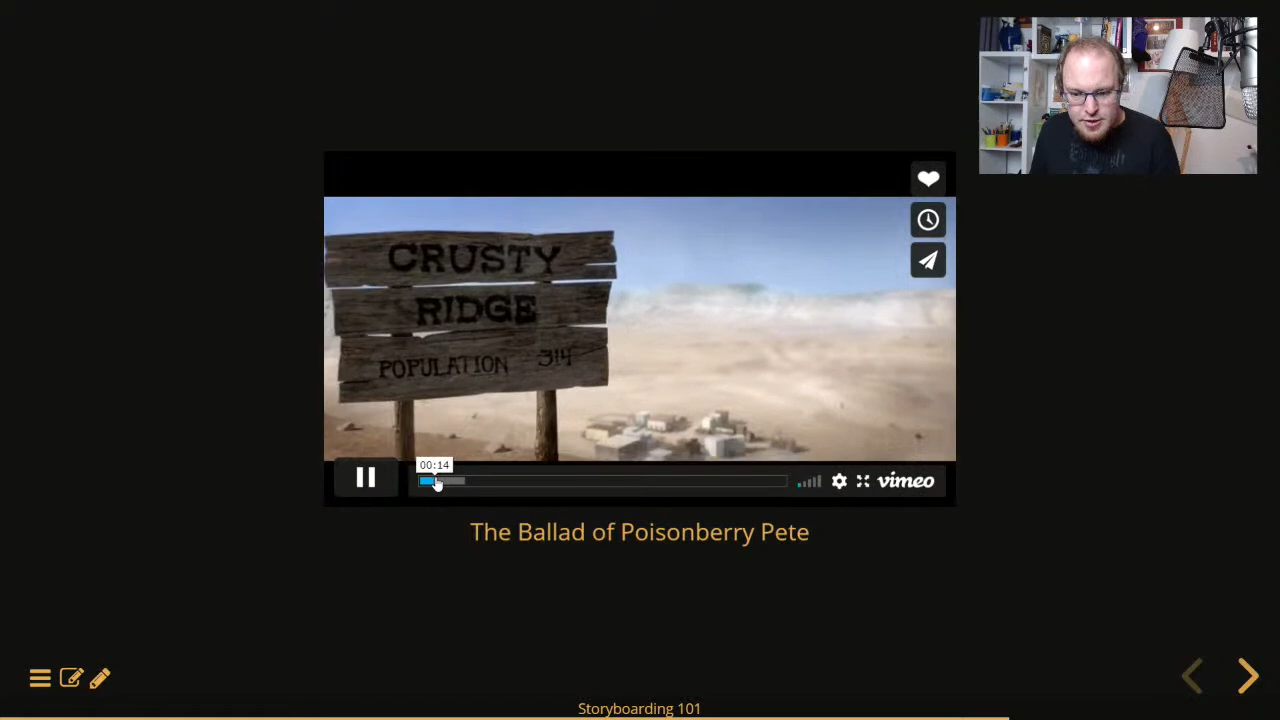 CRUSTY
RIDGE
POPULATION 314
00:14
vimeo
The Ballad of Poisonberry Pete
Storyboarding 101